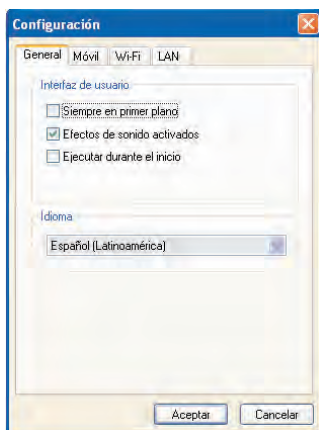 Configuración
General Móvil Wi-Fi LAN
Interfaz de usuario
Siempre en primer plano
Efectos de sonido activados
Ejecutar durante el inicio
Idioma
Español (Latinoamérica)
Aceptar Cancelar